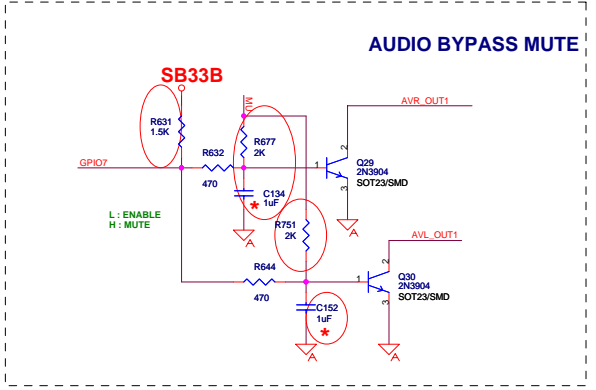 AUDIO BYPASS MUTE
SB33B
AVR_OUT1
R631
1.5K
R677
2K
GPIO7
R632
470
1
2
3
Q29
2N3904
SOT23/SMD
C134
1uF
*
A
A
L : ENABLE
H : MUTE
R751
2K
AVL_OUT1
R644
470
1
2
3
Q30
2N3904
SOT23/SMD
C152
1uF
*
A
A